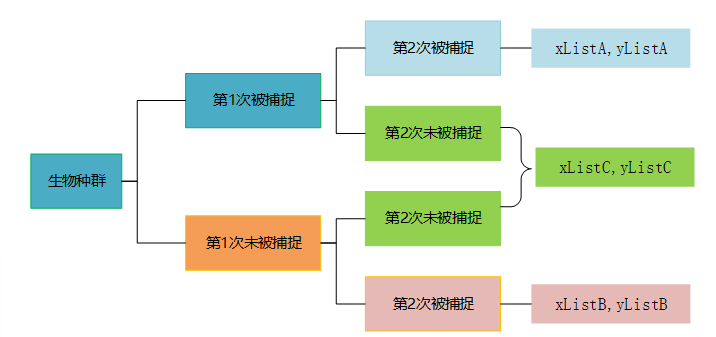 第2次被捕捉
xListA,yListA
第1次被捕捉
第2次未被捕捉
生物种群
xListC,yListC
第2次未被捕捉
第1次未被捕捉
第2次被捕捉
xListB,yListB